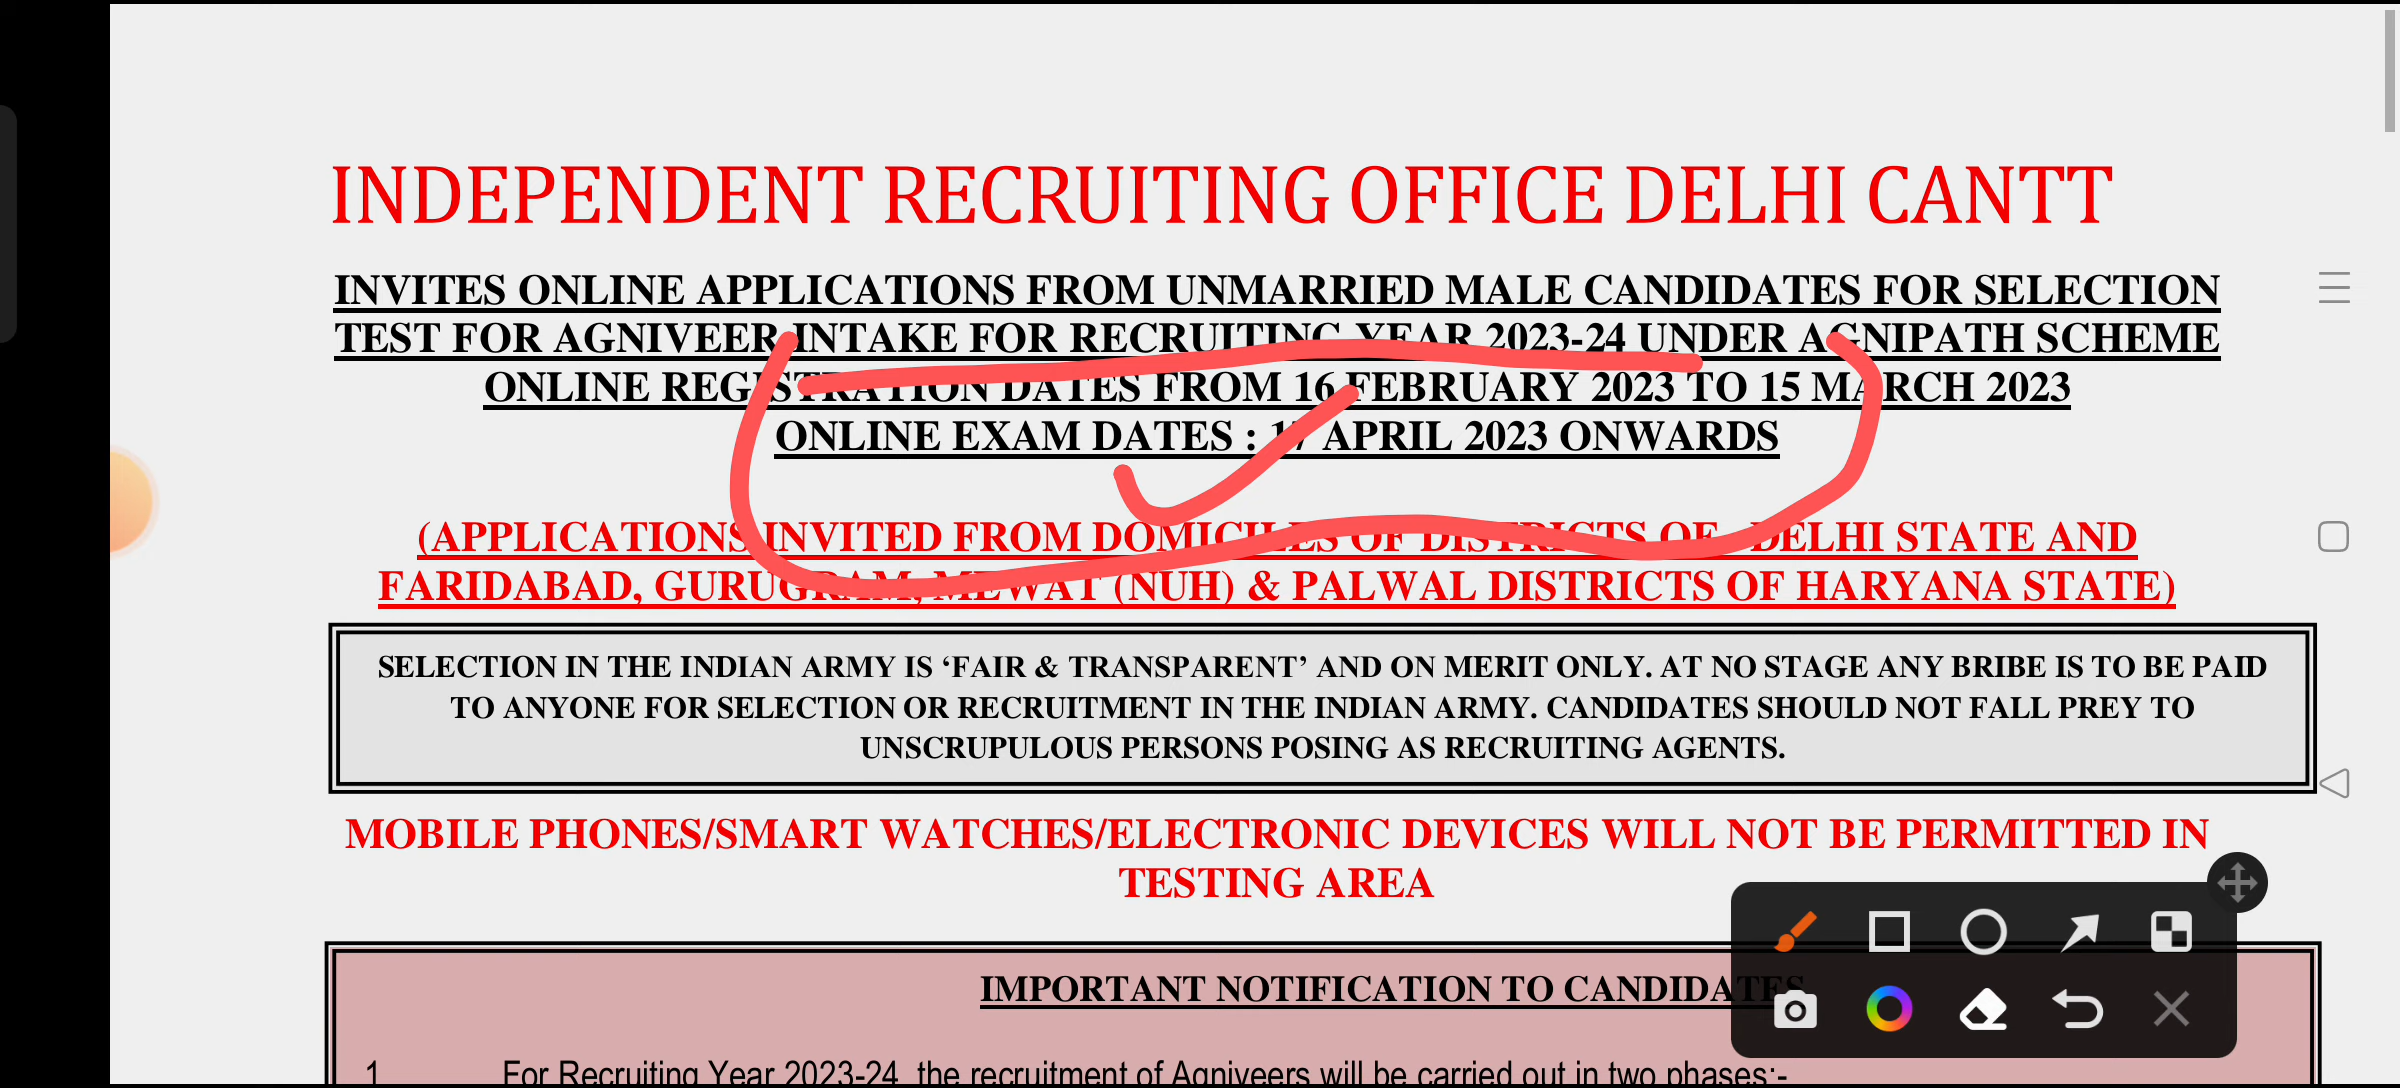 INDEPENDENT RECRUITING OFFICE DELHI CANTT
INVITES ONLINE APPLICATIONS FROM UNMARRIED MALE CANDIDATES FOR SELECTION
TEST FOR AGNIVEER INTAKE FOR RECRUITING YEAR 2023-24 UNDER AGNIPATH SCHEME
ONLINE REGISTRATION DATES FROM 16 FEBRUARY 2023 TO 15 MARCH 2023
ONLINE EXAM DATES : 17 APRIL 2023 ONWARDS
(APPLICATIONS INVITED FROM DOMICILES OF DISTRICTS OF DELHI STATE AND
FARIDABAD, GURUGRAM, MEWAT (NUH) & PALWAL DISTRICTS OF HARYANA STATE)
SELECTION IN THE INDIAN ARMY IS ‘FAIR & TRANSPARENT’ AND ON MERIT ONLY. AT NO STAGE ANY BRIBE IS TO BE PAID
TO ANYONE FOR SELECTION OR RECRUITMENT IN THE INDIAN ARMY. CANDIDATES SHOULD NOT FALL PREY TO
UNSCRUPULOUS PERSONS POSING AS RECRUITING AGENTS.
MOBILE PHONES/SMART WATCHES/ELECTRONIC DEVICES WILL NOT BE PERMITTED IN
TESTING AREA
IMPORTANT NOTIFICATION TO CANDIDATES
1 For Recruiting Year 2023-24, the recruitment of Agniveers will be carried out in two phases:-